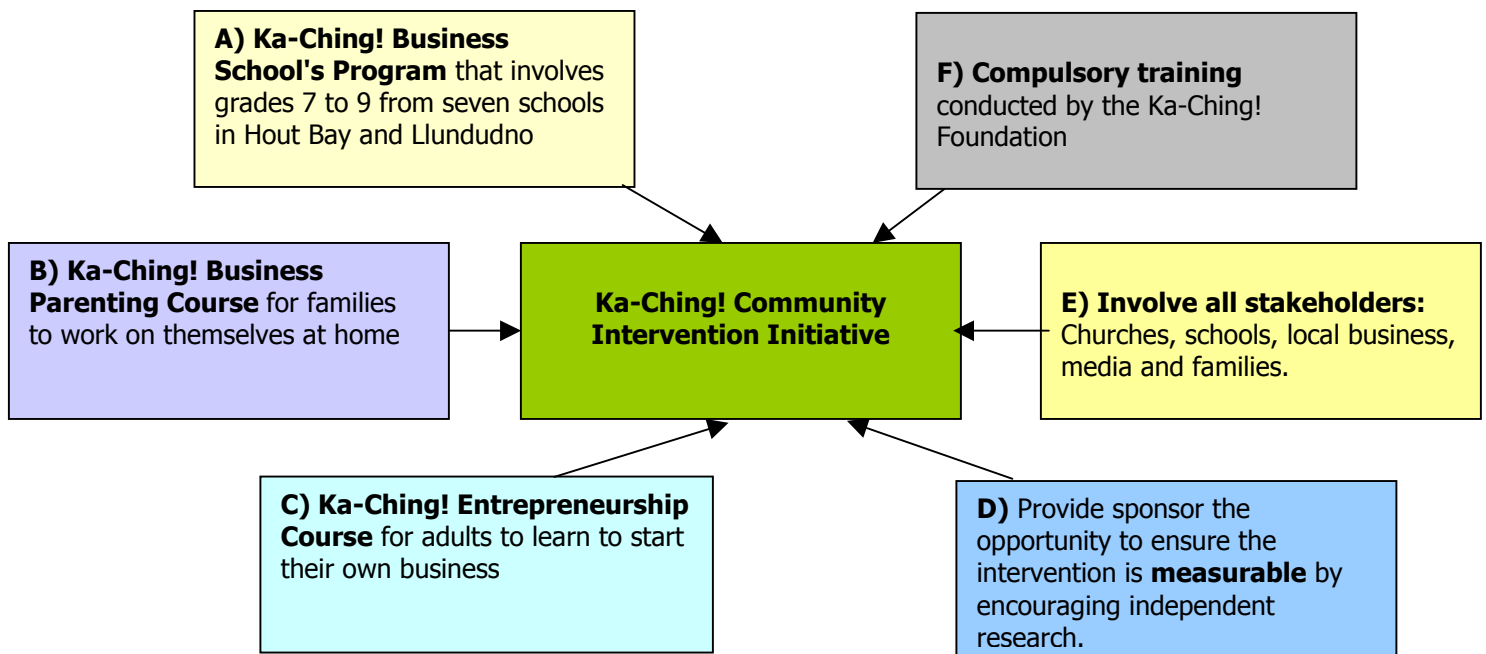 A) Ka-Ching! Business
School's Program that involves
grades 7 to 9 from seven schools
in Hout Bay and Llundudno
F) Compulsory training
conducted by the Ka-Ching!
Foundation
B) Ka-Ching! Business
Parenting Course for families
to work on themselves at home
Ka-Ching! Community
Intervention Initiative
E) Involve all stakeholders:
Churches, schools, local business,
media and families.
C) Ka-Ching! Entrepreneurship
Course for adults to learn to start
their own business
D) Provide sponsor the
opportunity to ensure the
intervention is measurable by
encouraging independent
research.